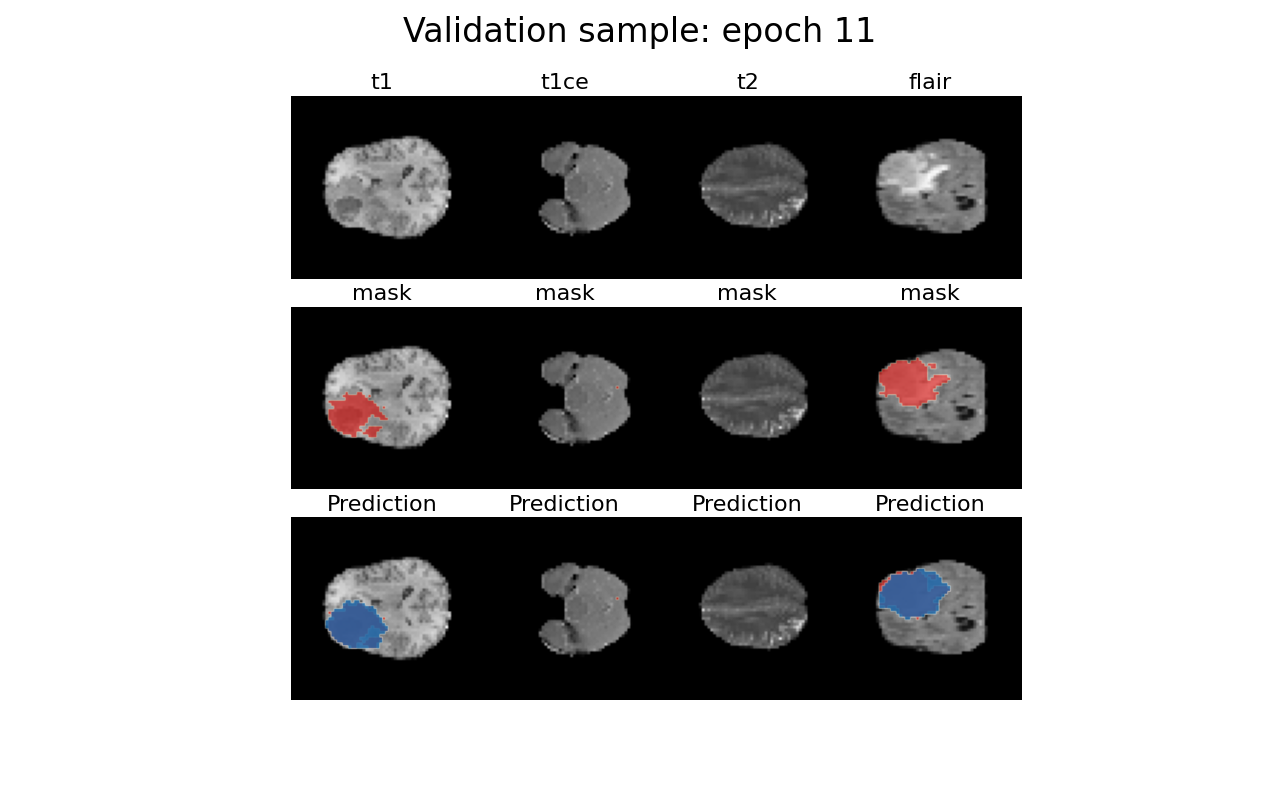 Validation sample: epoch 11
t1 t1ce t2 flair
mask mask mask mask
Prediction Prediction Prediction Prediction